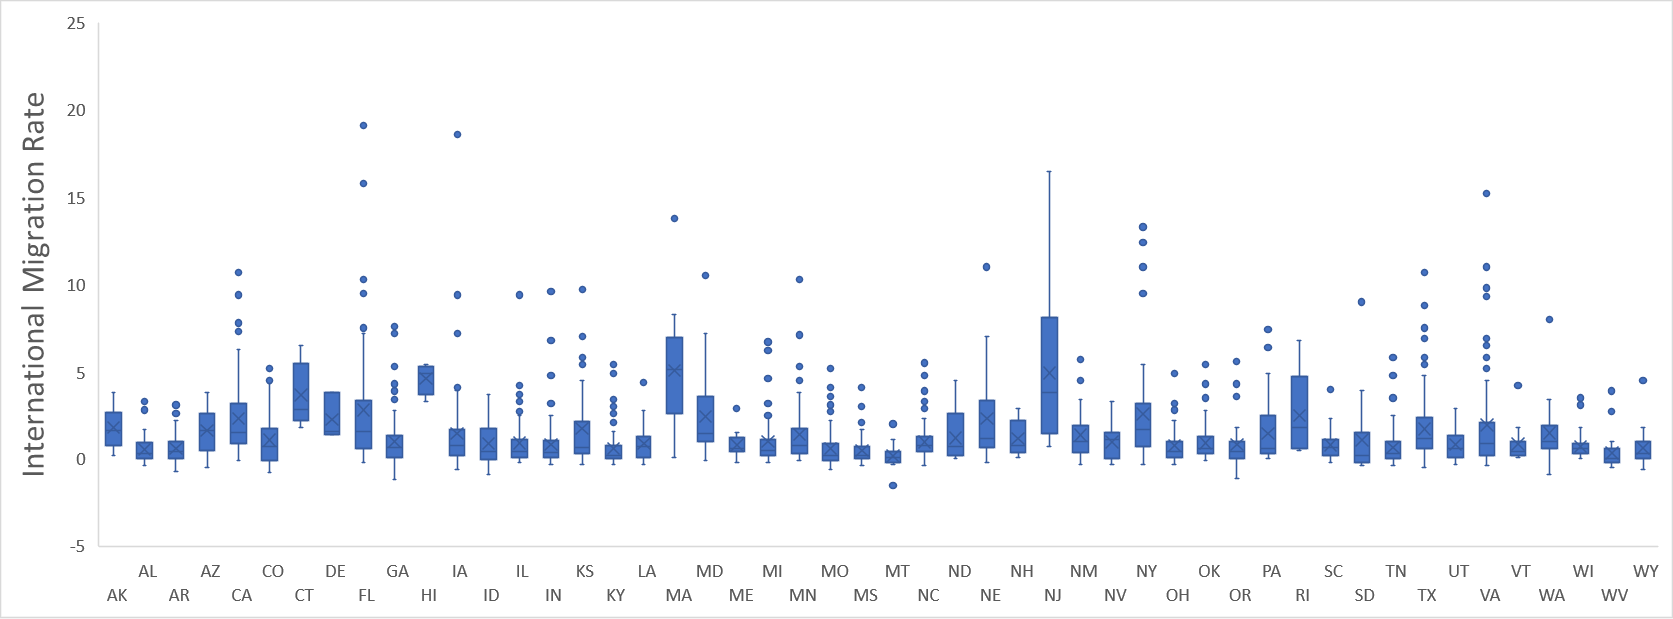 International Migration Rate
25
20
15
10
5
0
-5
AL AZ CO DE GA IA IL KS LA MD MI MO MT ND NH NM NY OK PA SC TN UT VT WI WY
AK AR CA CT FL HI ID IN KY MA ME MN MS NC NE NJ NV OH OR RI SD TX VA WA WV